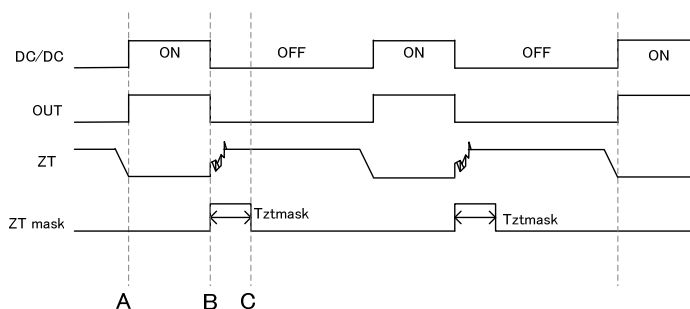 DC/DC ON OFF ON OFF ON
OUT
ZT
ZT mask Tztmask Tztmask
A B C